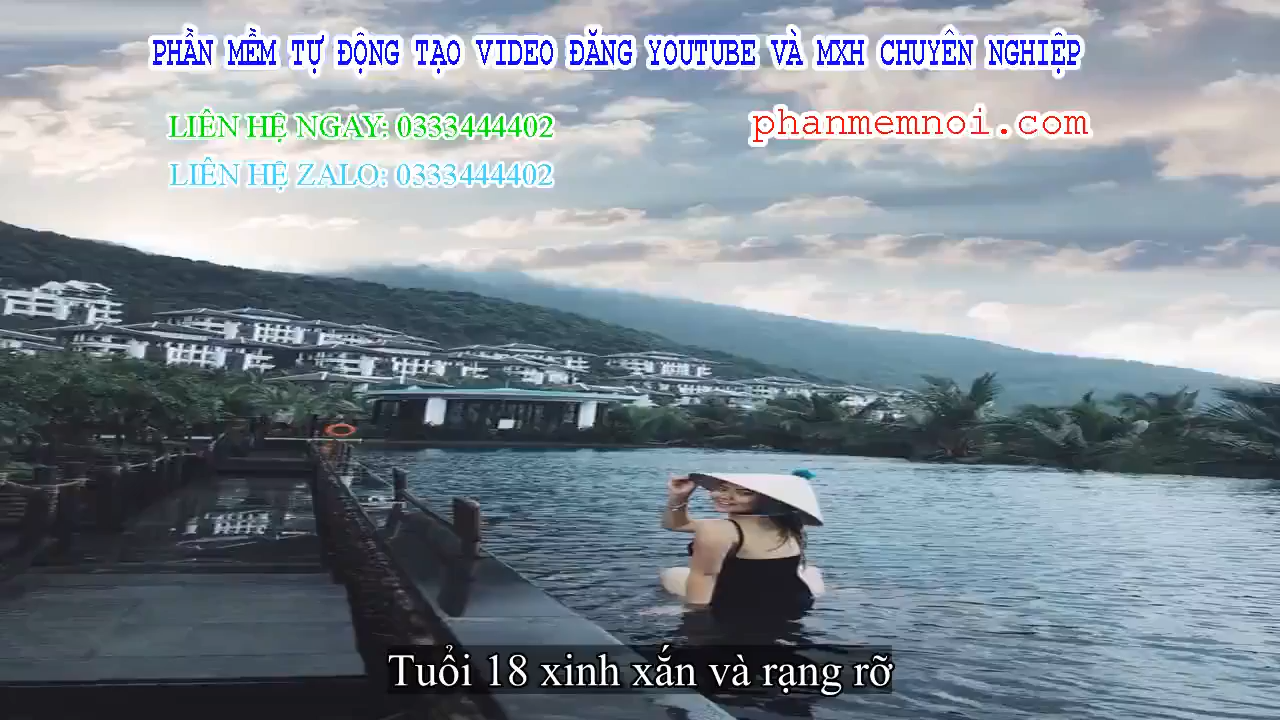 PHẦN MỀM TỰ ĐỘNG TẠO VIDEO ĐĂNG YOUTUBE VÀ MXH CHUYÊN NGHIỆP
LIÊN HỆ NGAY: 0333444402
phanmemnoi.com
LIÊN HỆ ZALO: 0333444402
Tuổi 18 xinh xắn và rạng rỡ